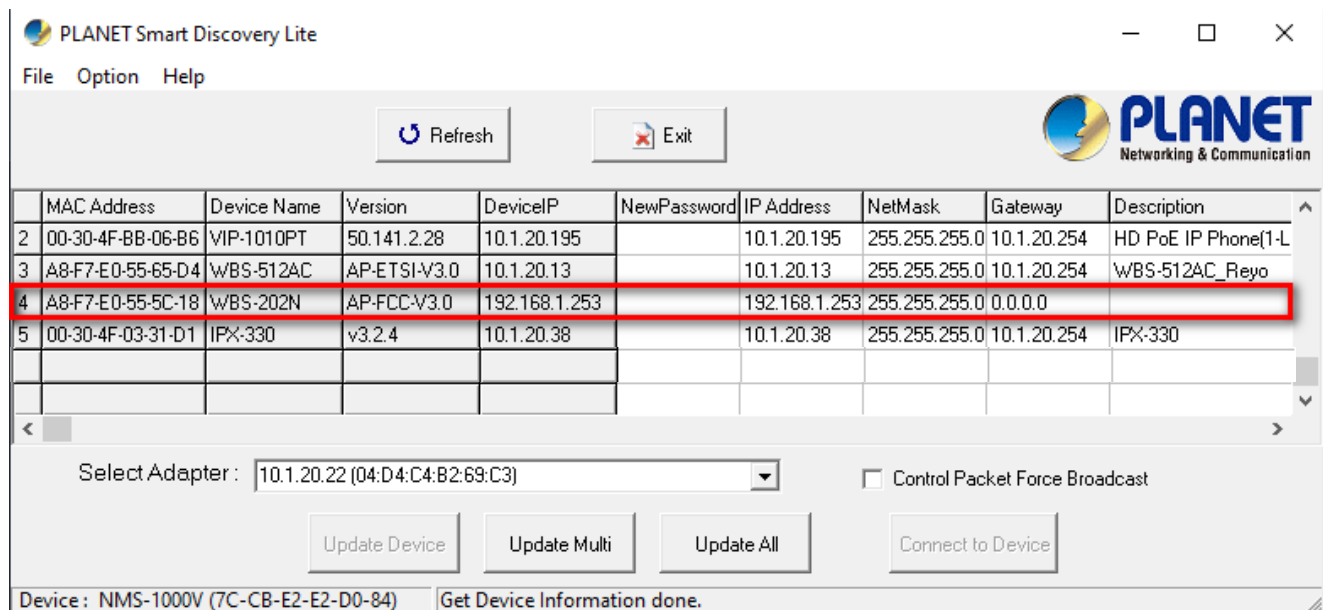 PLANET Smart Discovery Lite
File Option Help
Refresh Exit
PLANET
Networking & Communication
MAC Address Device Name Version DeviceIP NewPassword IP Address NetMask Gateway Description
2 00-30-4F-BB-06-B6 VIP-1010PT 50.141.2.28 10.1.20.195 10.1.20.195 255.255.255.0 10.1.20.254 HD PoE IP Phone(1-L
3 A8-F7-E0-55-65-D4 WBS-512AC AP-ETSI-V3.0 10.1.20.13 10.1.20.13 255.255.255.0 10.1.20.254 WBS-512AC_Reyo
4 A8-F7-E0-55-5C-18 WBS-202N AP-FCC-V3.0 192.168.1.253 192.168.1.253 255.255.255.0 0.0.0.0
5 00-30-4F-03-31-D1 IPX-330 v3.2.4 10.1.20.38 10.1.20.38 255.255.255.0 10.1.20.254 IPX-330
Select Adapter : 10.1.20.22 (04:D4:C4:B2:69:C3) Control Packet Force Broadcast
Update Device Update Multi Update All Connect to Device
Device : NMS-1000V (7C-CB-E2-E2-D0-84) Get Device Information done.